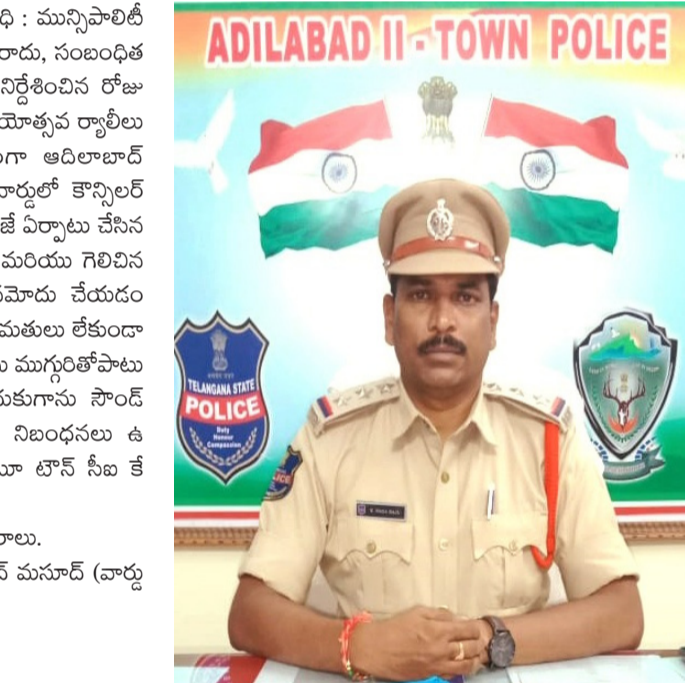 ధి : మున్సిపాలిటీ
రాదు, సంబంధిత
నిర్దేశించిన రోజు
యోత్సవ ర్యాలీలు
ంగా ఆదిలాబాద్
వార్డులో కౌన్సిలర్
జే ఏర్పాటు చేసిన
మరియు గెలిచిన
నమోదు చేయడం
మతులు లేకుండా
ు ముగ్గురితోపాటు
దుకుగాను సౌండ్
నిబంధనలు ఉ
టౌన్ సీఐ కే
రాలు.
న్ మసూద్ (వార్డు
ADILABAD II - TOWN POLICE
TELANGANA STATE
POLICE
Duty
Honour
Compassion